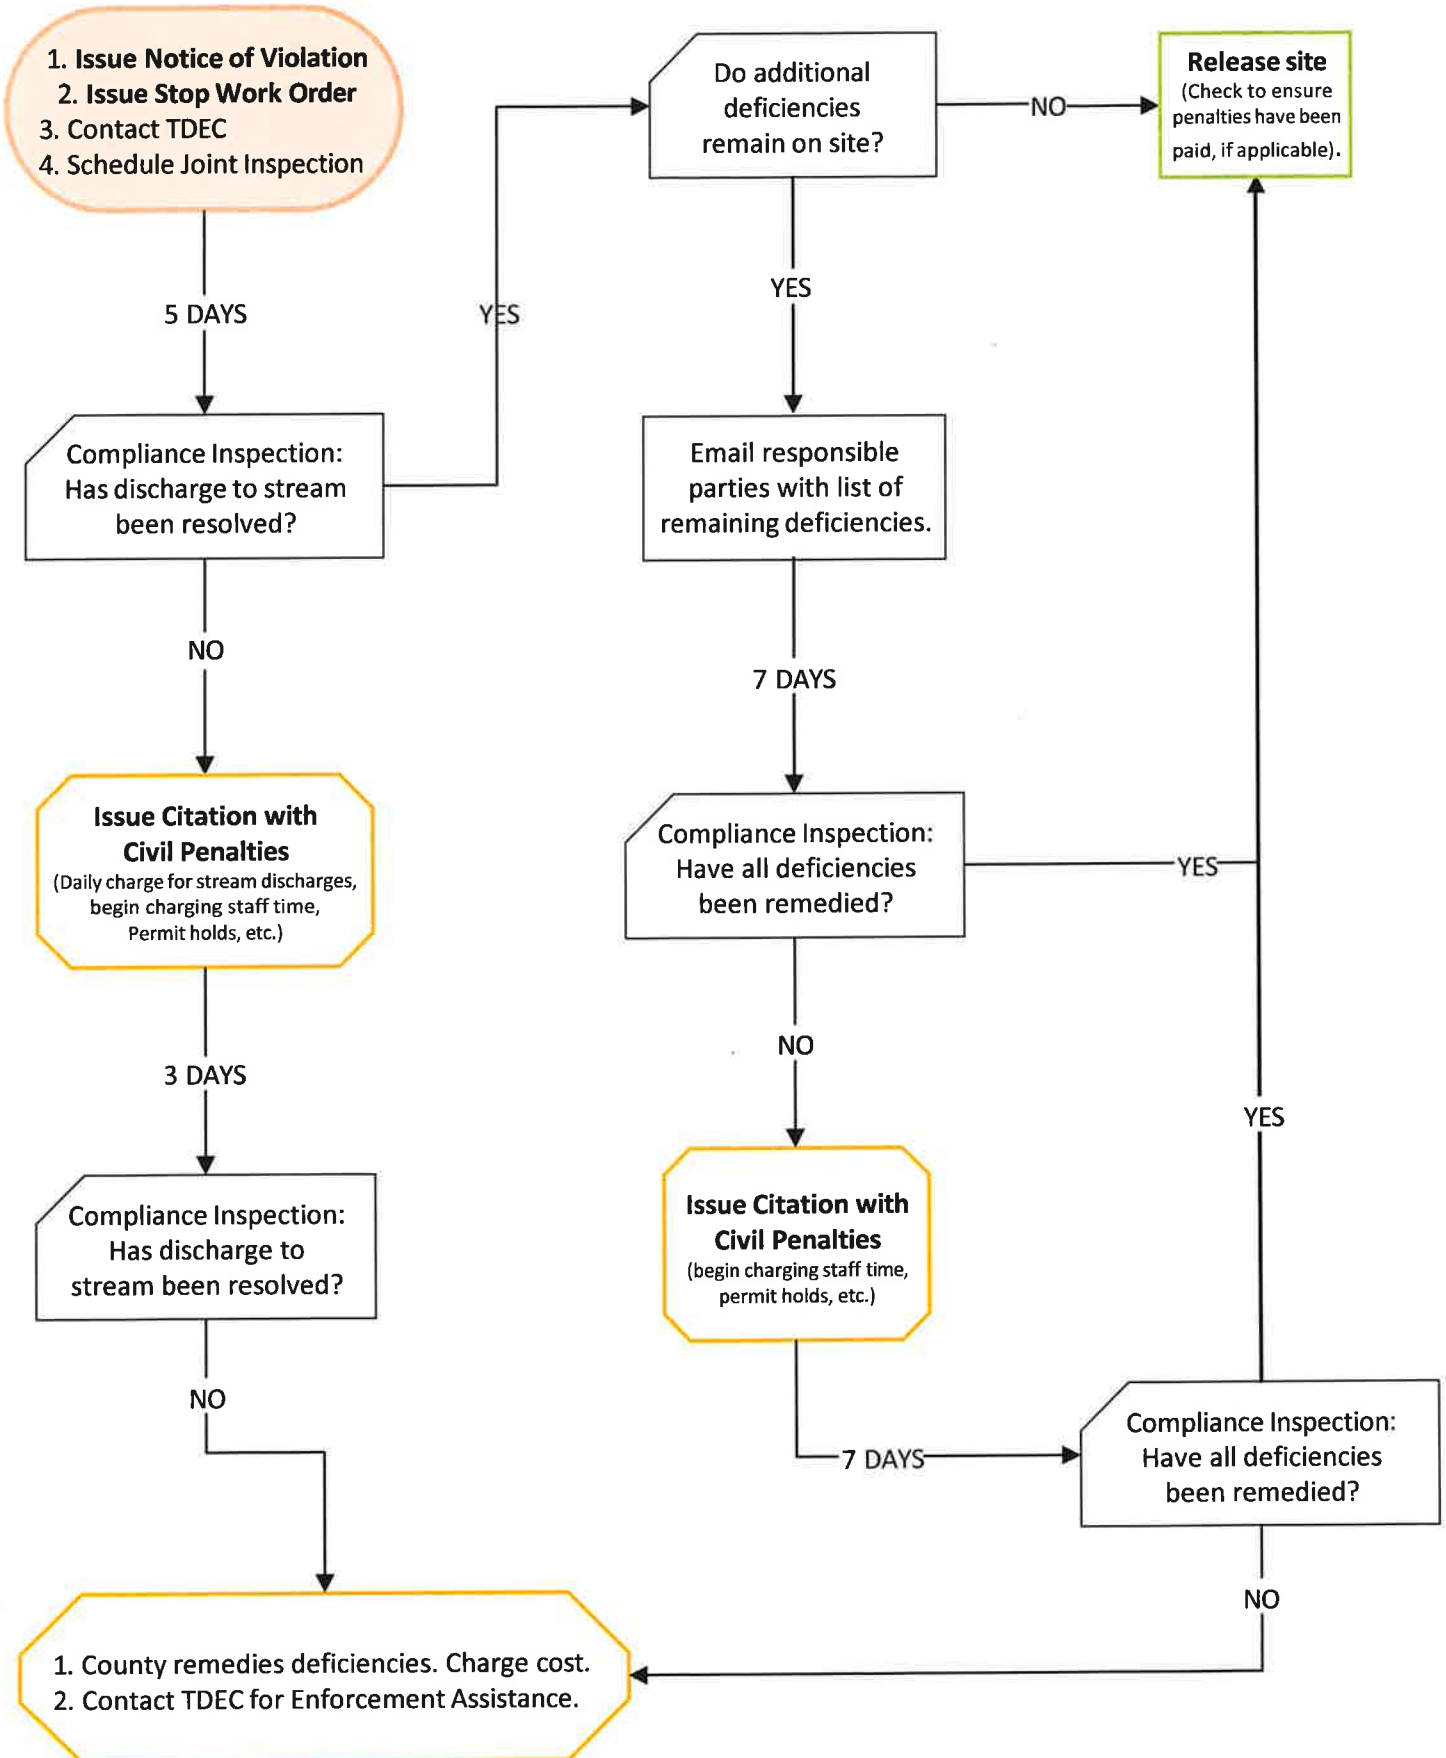 1. Issue Notice of Violation
2. Issue Stop Work Order
3. Contact TDEC
4. Schedule Joint Inspection
5 DAYS
Compliance Inspection:
Has discharge to stream
been resolved?
YES
NO
Issue Citation with
Civil Penalties
(Daily charge for stream discharges,
begin charging staff time,
Permit holds, etc.)
3 DAYS
Compliance Inspection:
Has discharge to
stream been resolved?
NO
Do additional
deficiencies
remain on site?
NO
Release site
(Check to ensure
penalties have been
paid, if applicable).
YES
Email responsible
parties with list of
remaining deficiencies.
7 DAYS
Compliance Inspection:
Have all deficiencies
been remedied?
YES
NO
Issue Citation with
Civil Penalties
(begin charging staff time,
permit holds, etc.)
7 DAYS
Compliance Inspection:
Have all deficiencies
been remedied?
YES
NO
1. County remedies deficiencies. Charge cost.
2. Contact TDEC for Enforcement Assistance.